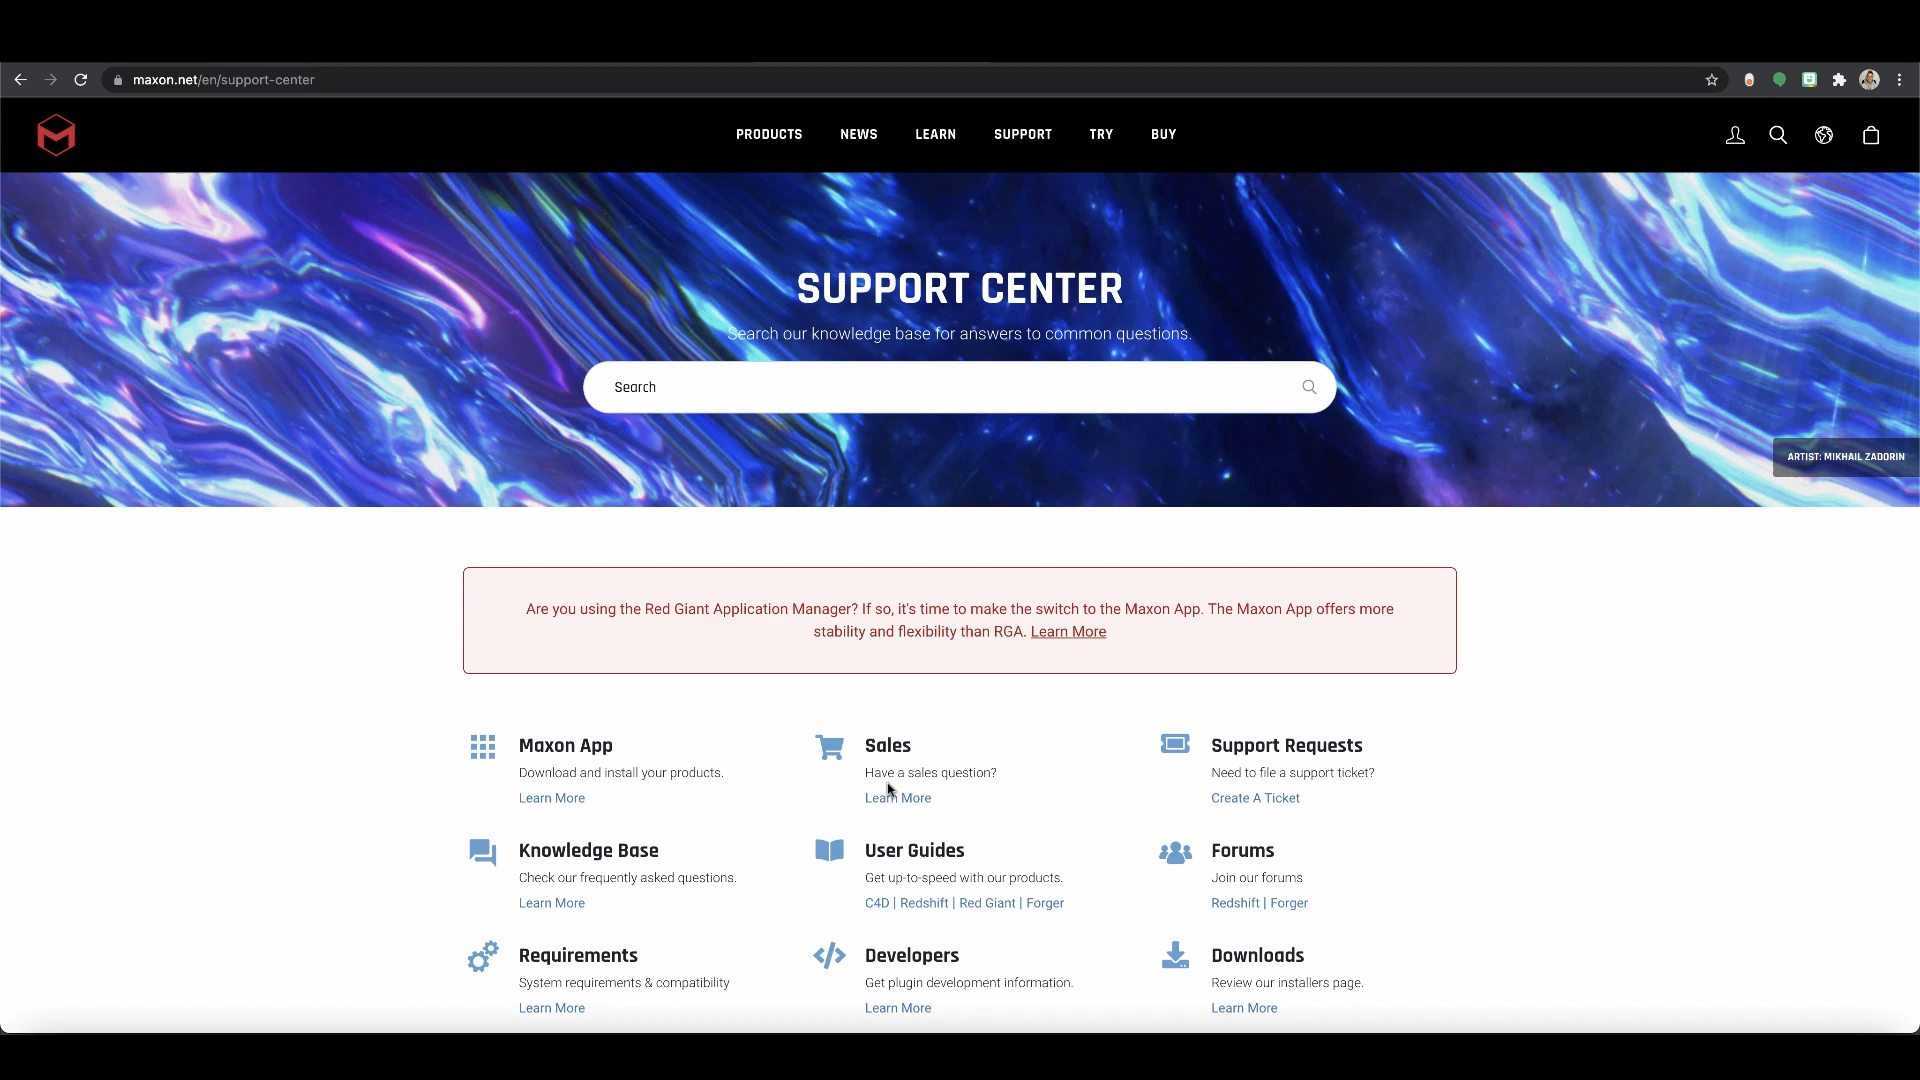 maxon.net/en/support-center
PRODUCTS NEWS LEARN SUPPORT TRY BUY
SUPPORT CENTER
Search our knowledge base for answers to common questions.
Search
ARTIST: MIKHAIL ZADORIN
Are you using the Red Giant Application Manager? If so, it's time to make the switch to the Maxon App. The Maxon App offers more
stability and flexibility than RGA. Learn More
Maxon App
Download and install your products.
Learn More
Sales
Have a sales question?
Learn More
Support Requests
Need to file a support ticket?
Create A Ticket
Knowledge Base
Check our frequently asked questions.
Learn More
User Guides
Get up-to-speed with our products.
C4D | Redshift | Red Giant | Forger
Forums
Join our forums
Redshift | Forger
Requirements
System requirements & compatibility
Learn More
Developers
Get plugin development information.
Learn More
Downloads
Review our installers page.
Learn More